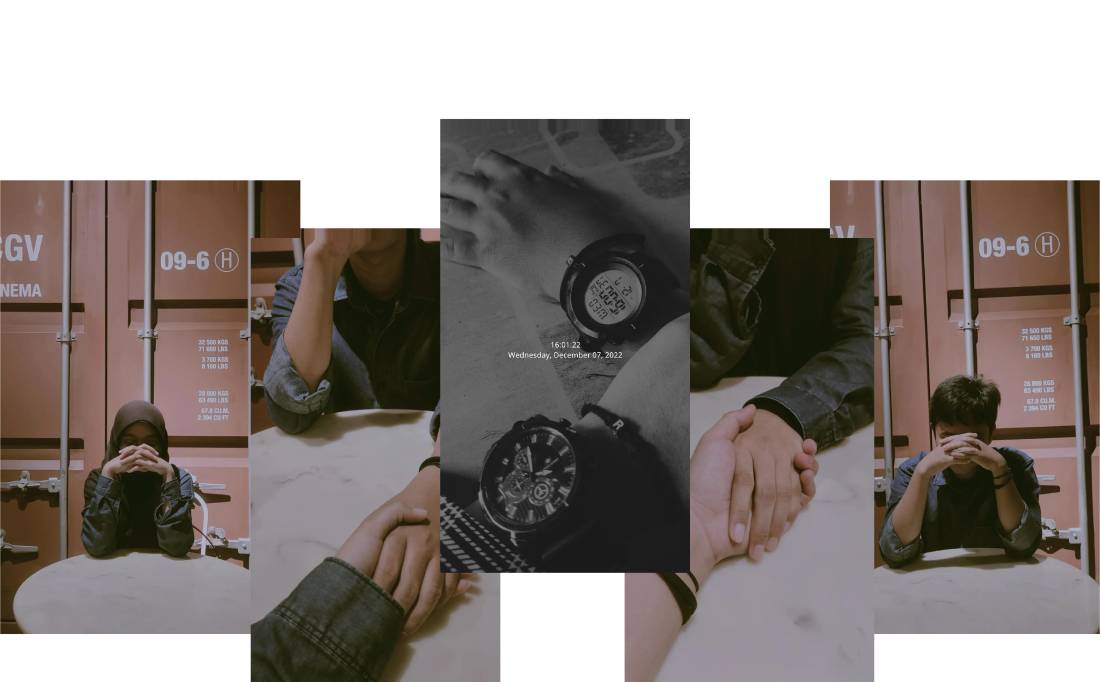 CGV
CINEMA
09-6 H
32 500 KGS
71 650 LBS
3 700 KGS
8 160 LBS
28 800 KGS
63 490 LBS
67.8 CU.M.
2 394 CU FT
16:01:22
Wednesday, December 07, 2022
R
09-6 H
32 500 KGS
71 650 LBS
3 700 KGS
8 160 LBS
28 800 KGS
63 490 LBS
67.8 CU.M.
2 394 CU FT